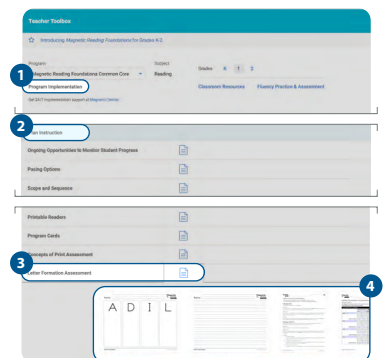 Teacher Toolbox
Introducing Magnetic Reading Foundations for Grades K-2.
Program
Subject
Magnetic Reading Foundations Common Core
Reading
Grades K 1 2
1
Program Implementation
Classroom Resources
Fluency Practice & Assessment
Get 24/7 implementation support at Magnetic Corner
2
Plan Instruction
Ongoing Opportunities to Monitor Student Progress
Pacing Options
Scope and Sequence
Printable Readers
Program Cards
Concepts of Print Assessment
3
Letter Formation Assessment
4
A D I L